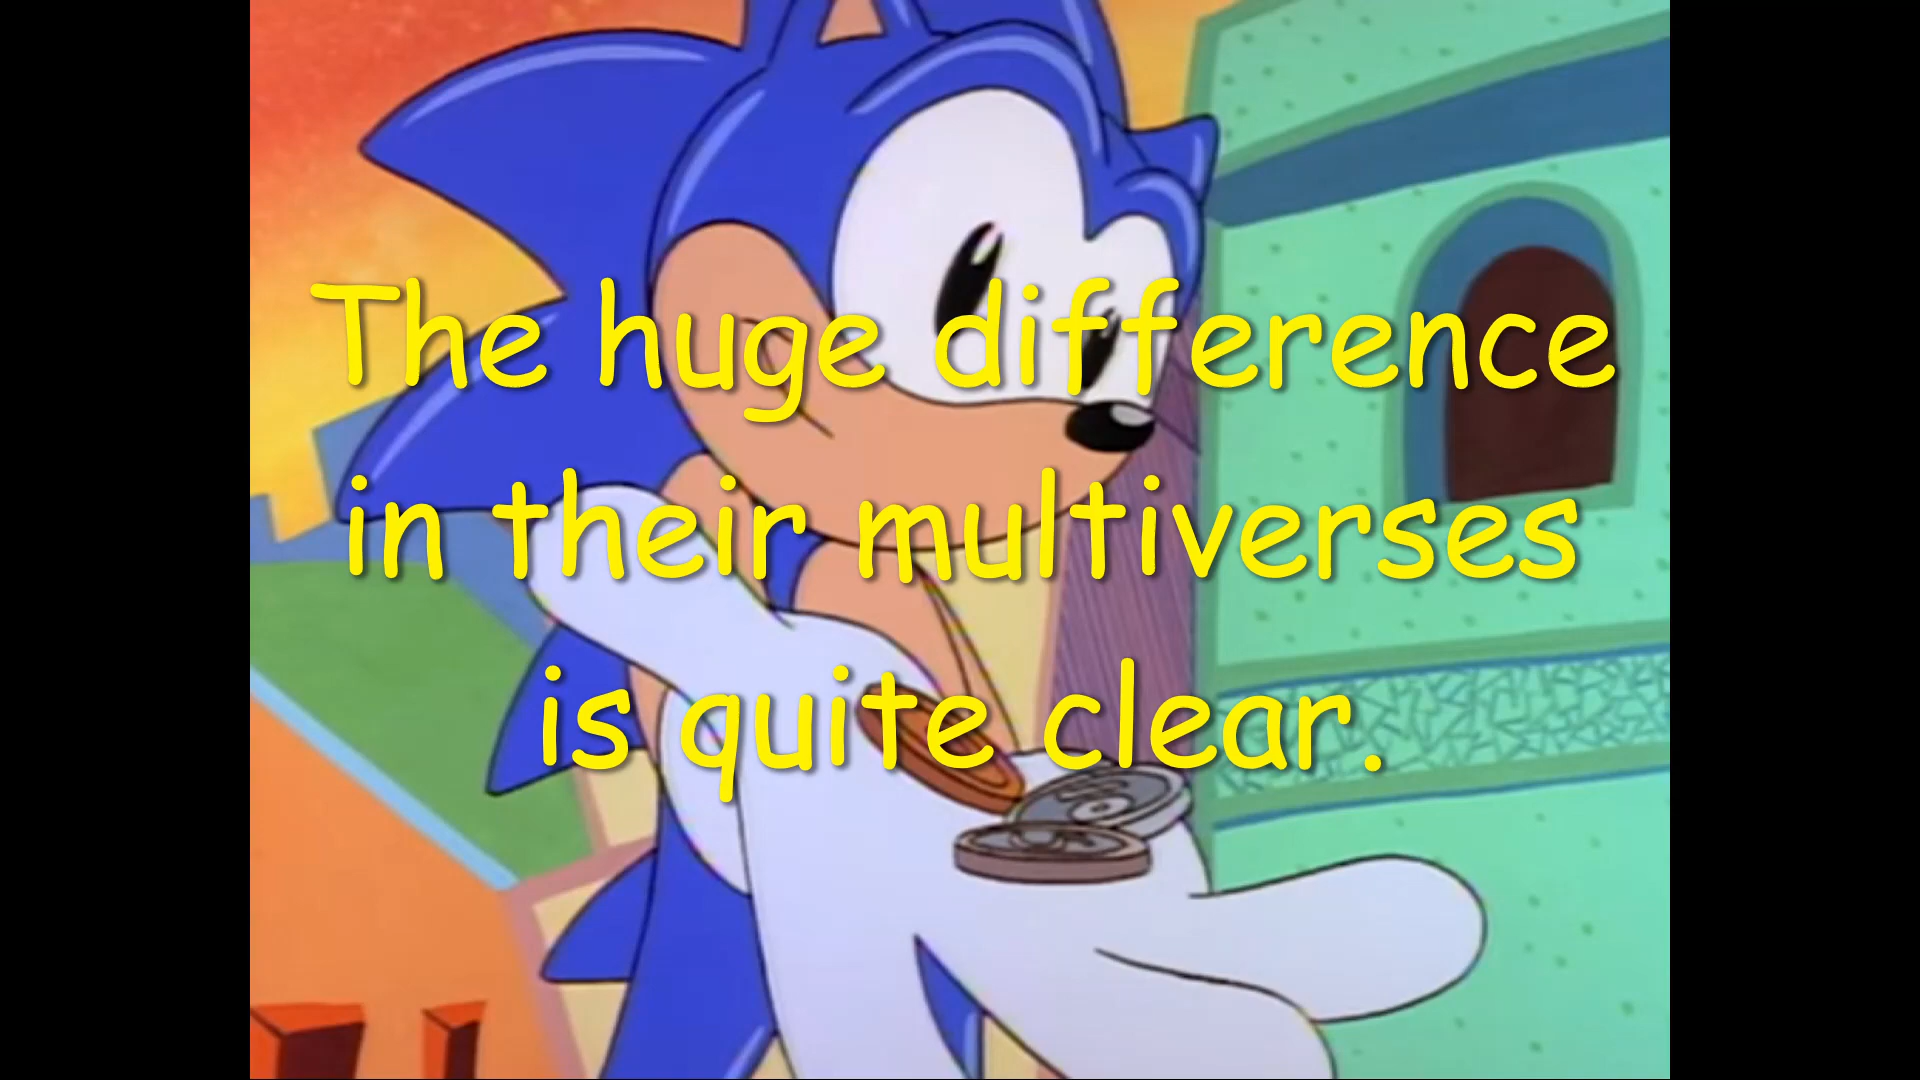 The huge difference
in their multiverses
is quite clear.